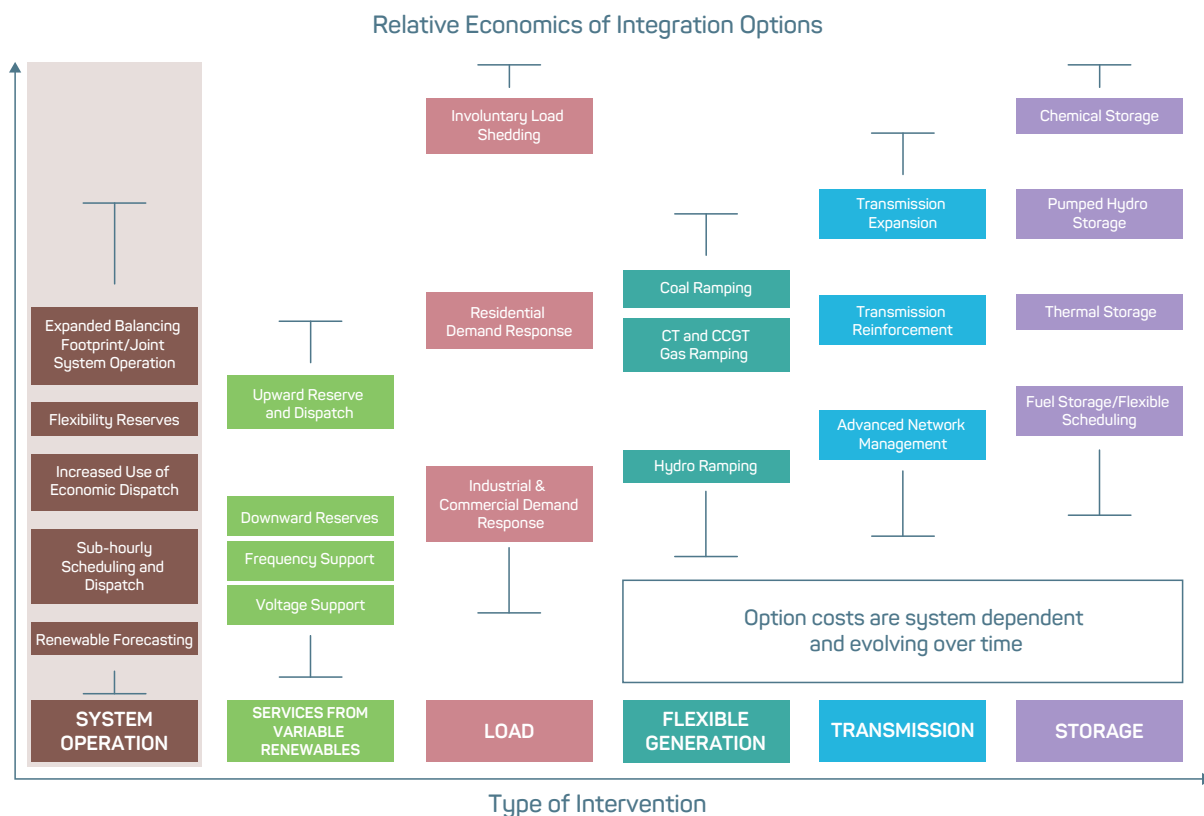 Relative Economics of Integration Options
Involuntary Load
Shedding
Chemical Storage
Transmission
Expansion
Pumped Hydro
Storage
Coal Ramping
Expanded Balancing
Footprint/Joint
System Operation
Residential
Demand Response
CT and CCGT
Gas Ramping
Transmission
Reinforcement
Thermal Storage
Upward Reserve
and Dispatch
Flexibility Reserves
Advanced Network
Management
Fuel Storage/Flexible
Scheduling
Increased Use of
Economic Dispatch
Hydro Ramping
Industrial &
Commercial Demand
Response
Downward Reserves
Sub-hourly
Scheduling and
Dispatch
Frequency Support
Voltage Support
Renewable Forecasting
Option costs are system dependent
and evolving over time
SYSTEM
OPERATION
SERVICES FROM
VARIABLE
RENEWABLES
LOAD
FLEXIBLE
GENERATION
TRANSMISSION
STORAGE
Type of Intervention